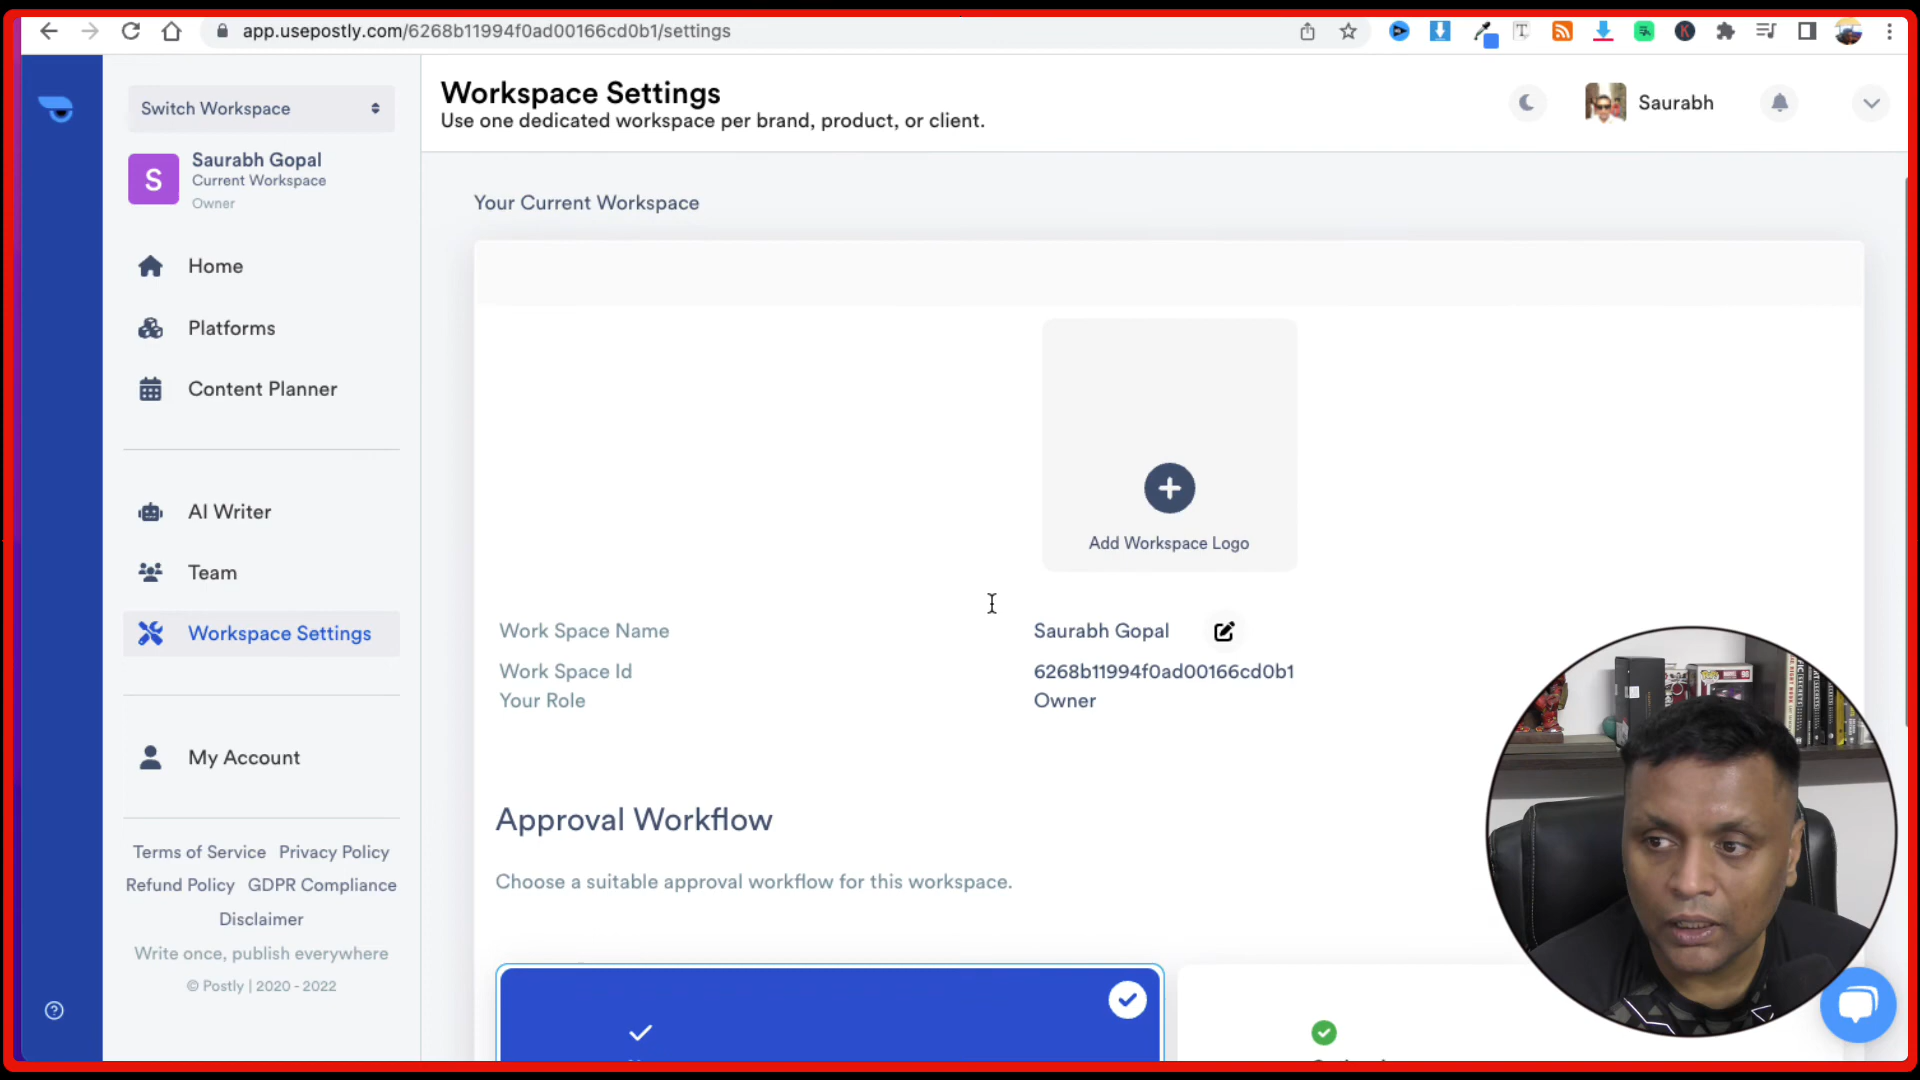 app.usepostly.com/6268b11994f0ad00166cd0b1/settings
Switch Workspace
S
Saurabh Gopal
Current Workspace
Owner
Home
Platforms
Content Planner
AI Writer
Team
Workspace Settings
My Account
Terms of Service Privacy Policy
Refund Policy GDPR Compliance
Disclaimer
Write once, publish everywhere
© Postly | 2020 - 2022
Workspace Settings
Use one dedicated workspace per brand, product, or client.
Saurabh
Your Current Workspace
Add Workspace Logo
Work Space Name Saurabh Gopal
Work Space Id 6268b11994f0ad00166cd0b1
Your Role Owner
Approval Workflow
Choose a suitable approval workflow for this workspace.